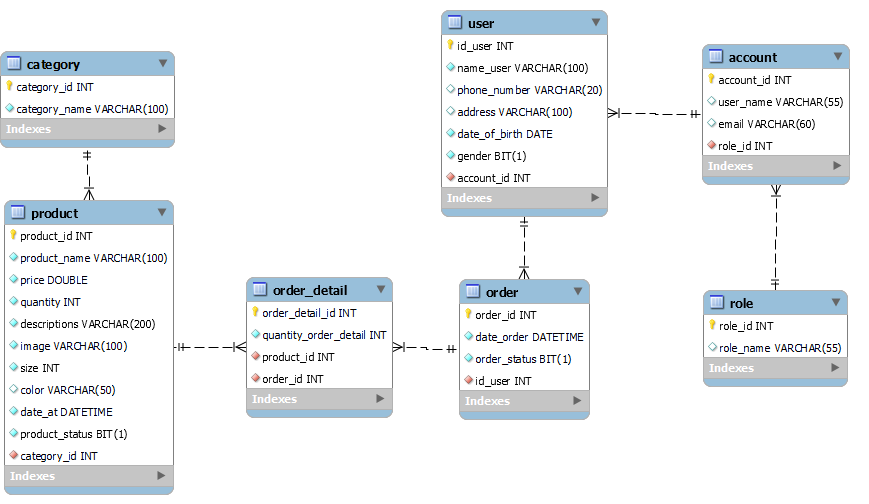 category
category_id INT
category_name VARCHAR(100)
Indexes
product
product_id INT
product_name VARCHAR(100)
price DOUBLE
quantity INT
descriptions VARCHAR(200)
image VARCHAR(100)
size INT
color VARCHAR(50)
date_at DATETIME
product_status BIT(1)
category_id INT
Indexes
order_detail
order_detail_id INT
quantity_order_detail INT
product_id INT
order_id INT
Indexes
user
id_user INT
name_user VARCHAR(100)
phone_number VARCHAR(20)
address VARCHAR(100)
date_of_birth DATE
gender BIT(1)
account_id INT
Indexes
order
order_id INT
date_order DATETIME
order_status BIT(1)
id_user INT
Indexes
account
account_id INT
user_name VARCHAR(55)
email VARCHAR(60)
role_id INT
Indexes
role
role_id INT
role_name VARCHAR(55)
Indexes